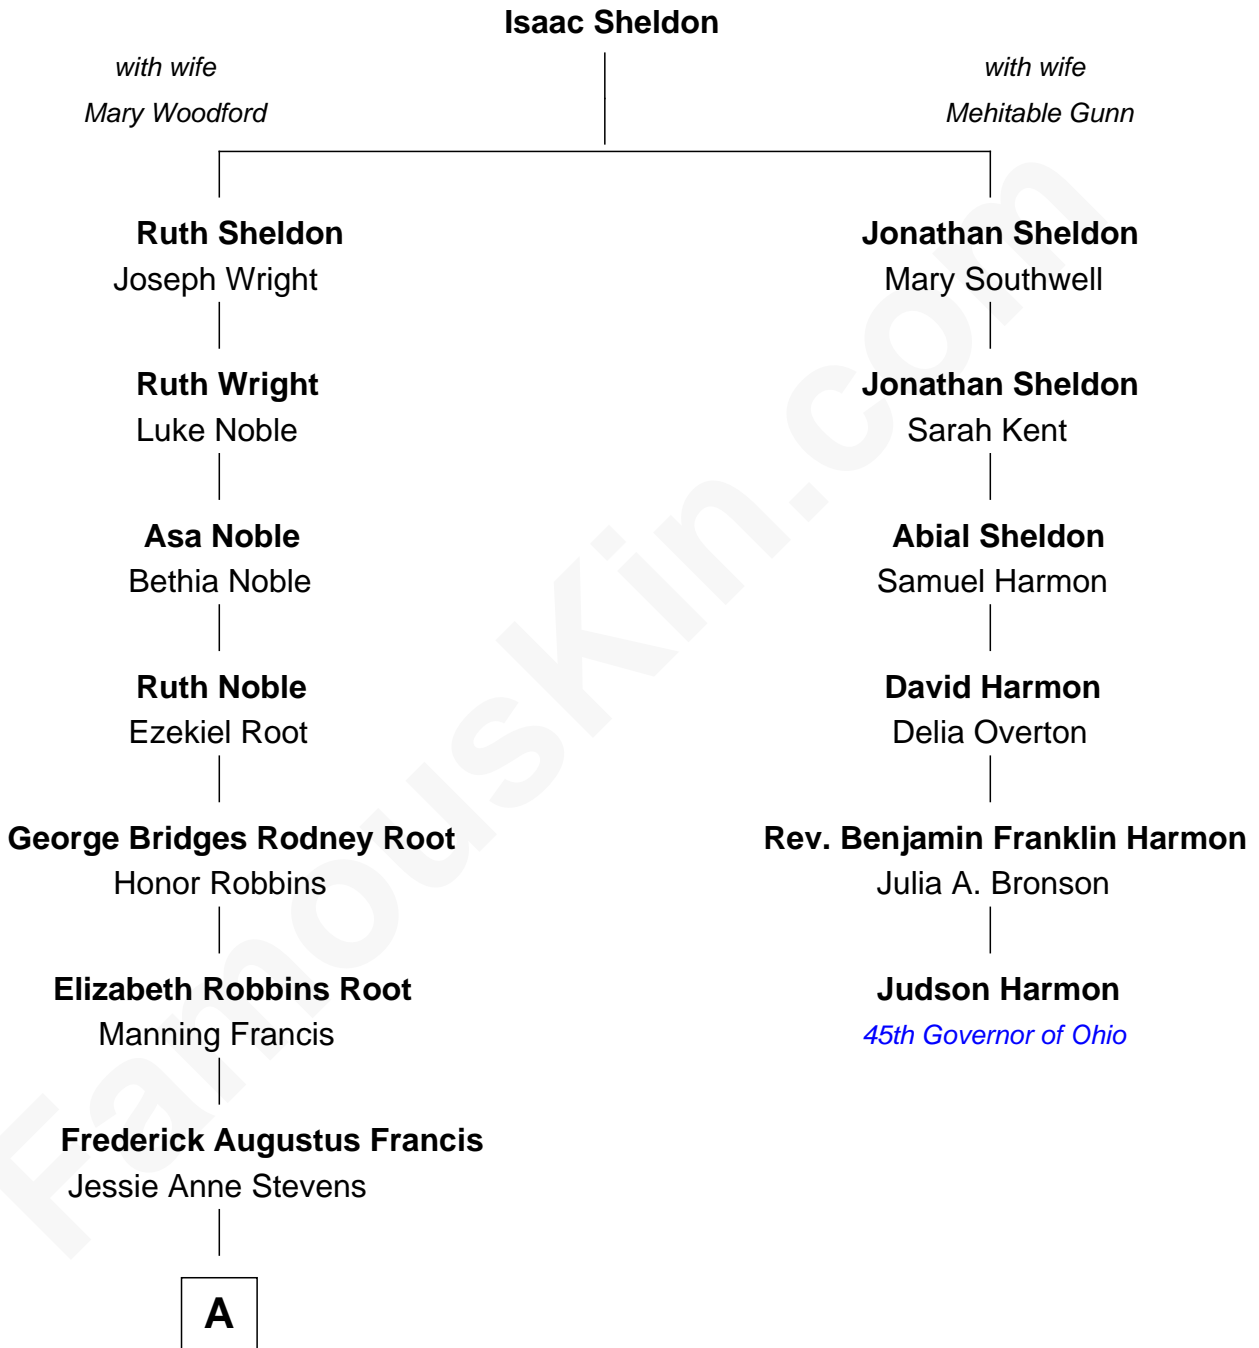 Isaac Sheldon
with wife
Mary Woodford
with wife
Mehitable Gunn
Ruth Sheldon
Joseph Wright
Jonathan Sheldon
Mary Southwell
Ruth Wright
Luke Noble
Jonathan Sheldon
Sarah Kent
Asa Noble
Bethia Noble
Abial Sheldon
Samuel Harmon
Ruth Noble
Ezekiel Root
David Harmon
Delia Overton
George Bridges Rodney Root
Honor Robbins
Rev. Benjamin Franklin Harmon
Julia A. Bronson
Elizabeth Robbins Root
Manning Francis
Judson Harmon
45th Governor of Ohio
Frederick Augustus Francis
Jessie Anne Stevens
A
FamousKin.com